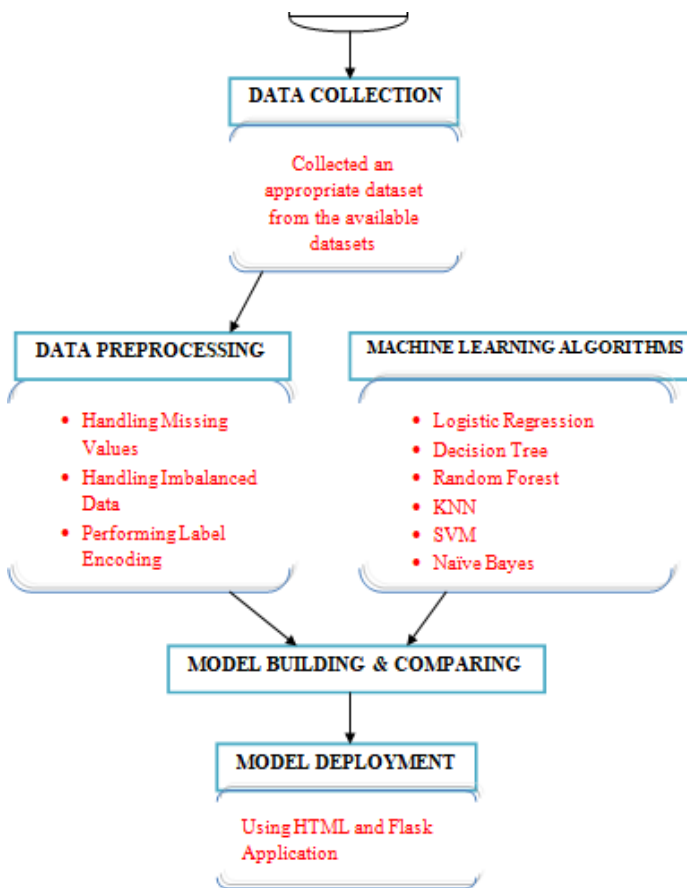 DATA COLLECTION
Collected an
appropriate dataset
from the available
datasets
DATA PREPROCESSING
• Handling Missing
Values
• Handling Imbalanced
Data
• Performing Label
Encoding
MACHINE LEARNING ALGORITHMS
• Logistic Regression
• Decision Tree
• Random Forest
• KNN
• SVM
• Naïve Bayes
MODEL BUILDING & COMPARING
MODEL DEPLOYMENT
Using HTML and Flask
Application